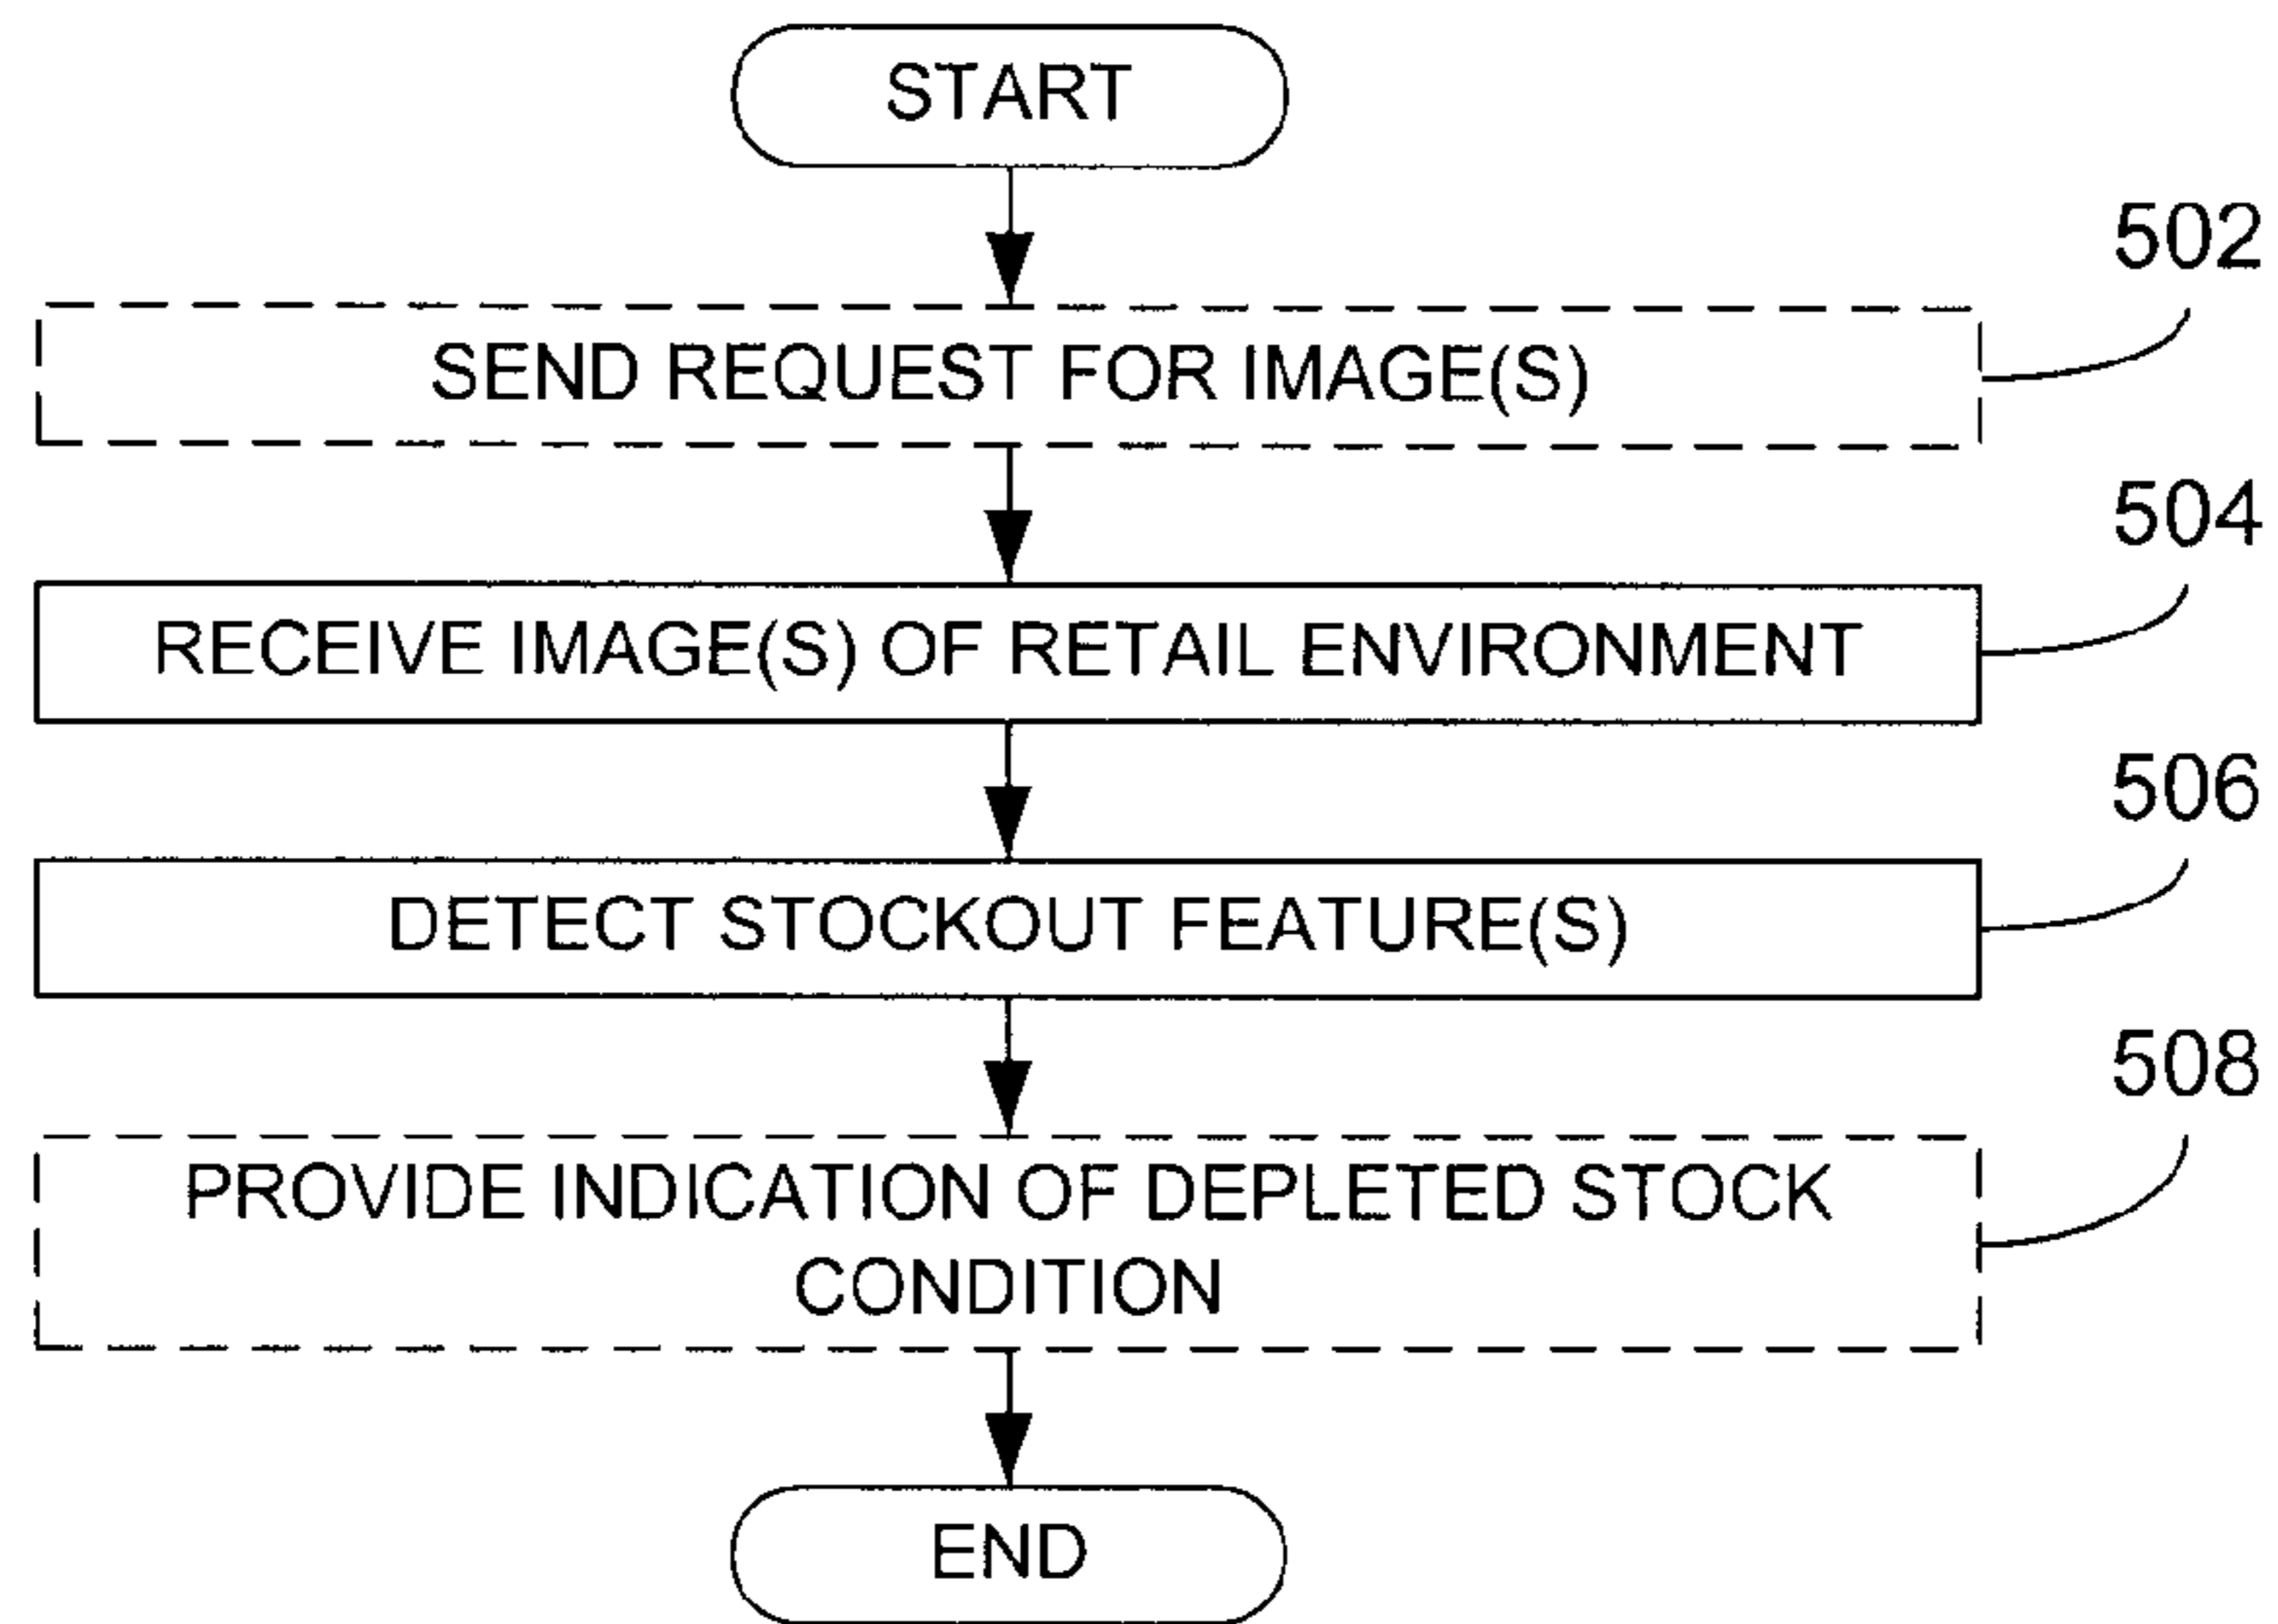 START
502
SEND REQUEST FOR IMAGE(S)
504
RECEIVE IMAGE(S) OF RETAIL ENVIRONMENT
506
DETECT STOCKOUT FEATURE(S)
508
PROVIDE INDICATION OF DEPLETED STOCK
CONDITION
END